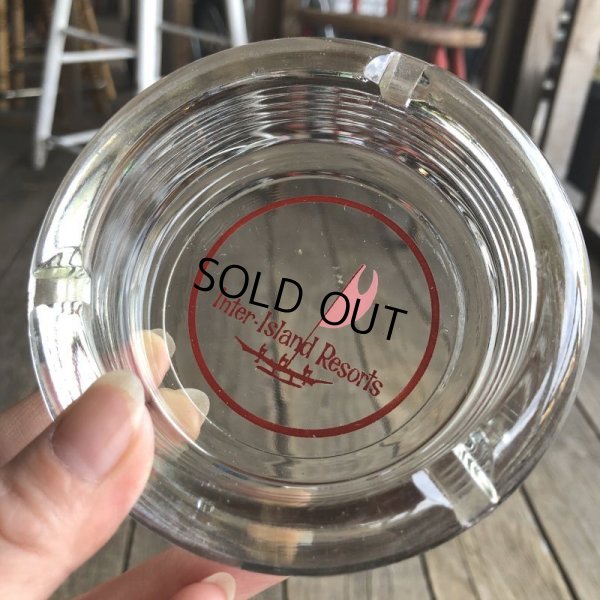 SOLD OUT
Inter-Island Resorts